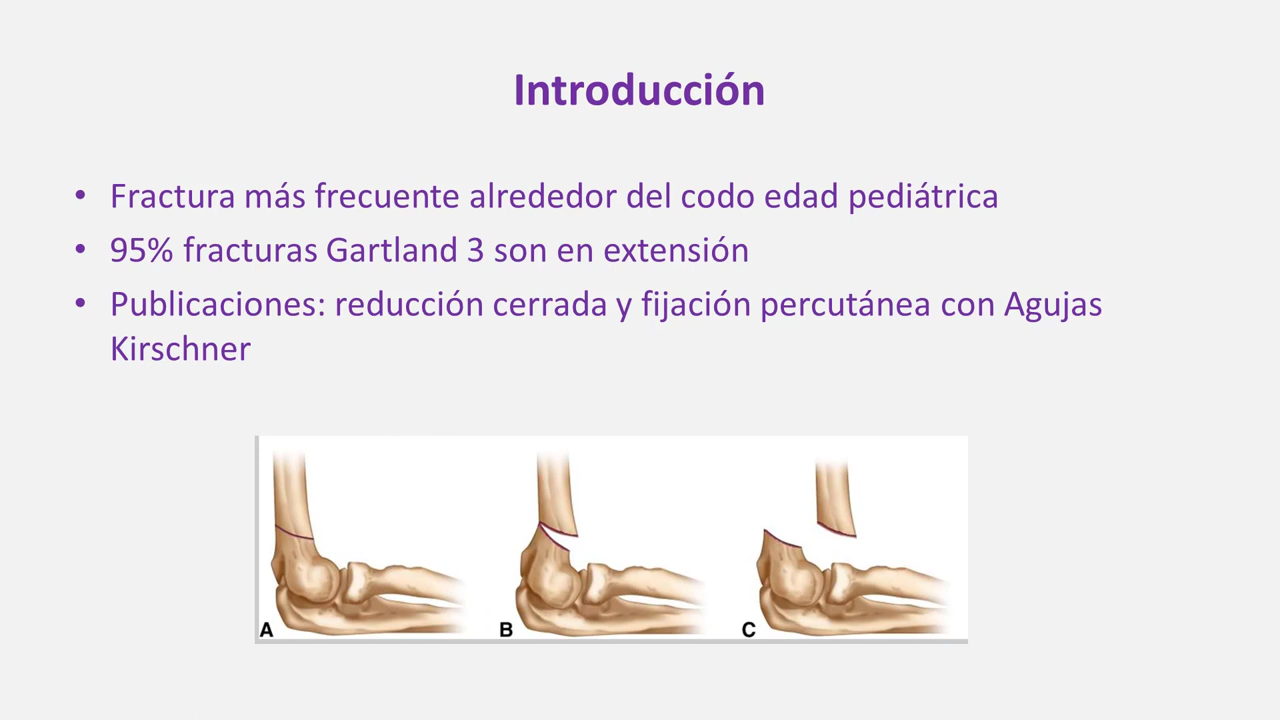 Introducción
• Fractura más frecuente alrededor del codo edad pediátrica
• 95% fracturas Gartland 3 son en extensión
• Publicaciones: reducción cerrada y fijación percutánea con Agujas
Kirschner
A B C